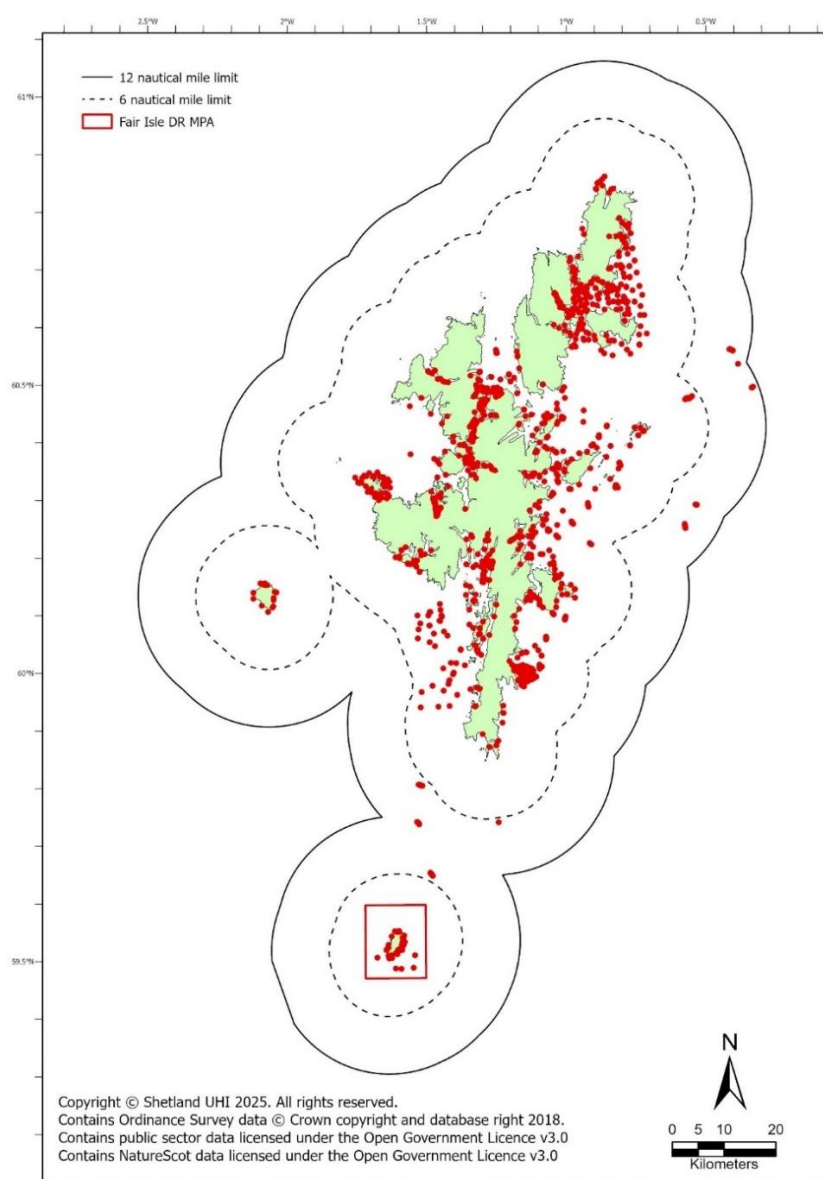 2.5°W 2°W 1.5°W 1°W 0.5°W
12 nautical mile limit
6 nautical mile limit
Fair Isle DR MPA
61°N
60.5°N
60°N
59.5°N
N
0 5 10 20
Kilometers
Copyright © Shetland UHI 2025. All rights reserved.
Contains Ordinance Survey data © Crown copyright and database right 2018.
Contains public sector data licensed under the Open Government Licence v3.0
Contains NatureScot data licensed under the Open Government Licence v3.0